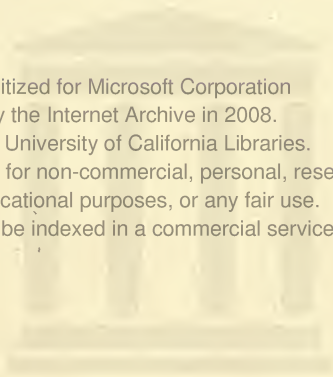 itized for Microsoft Corporation
y the Internet Archive in 2008.
University of California Libraries.
for non-commercial, personal, rese
cational purposes, or any fair use.
be indexed in a commercial service